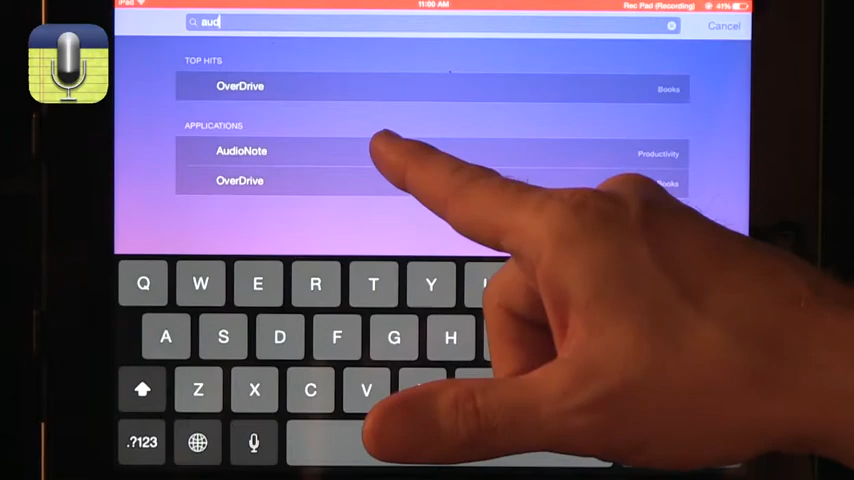 iPad
11:00 AM
Rec Pad (Recording)
41%
aud
Cancel
TOP HITS
OverDrive
Books
APPLICATIONS
AudioNote
Productivity
OverDrive
Books
Q W E R T Y
A S D F G H
Z X C V
.?123